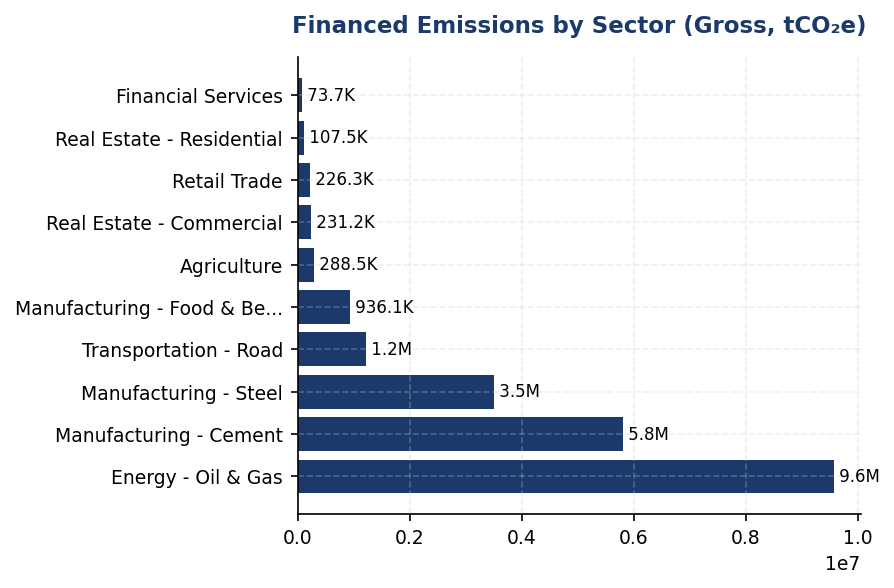 Financed Emissions by Sector (Gross, tCO₂e)
Financial Services 73.7K
Real Estate - Residential 107.5K
Retail Trade 226.3K
Real Estate - Commercial 231.2K
Agriculture 288.5K
Manufacturing - Food & Be... 936.1K
Transportation - Road 1.2M
Manufacturing - Steel 3.5M
Manufacturing - Cement 5.8M
Energy - Oil & Gas 9.6M
0.0 0.2 0.4 0.6 0.8 1.0
1e7